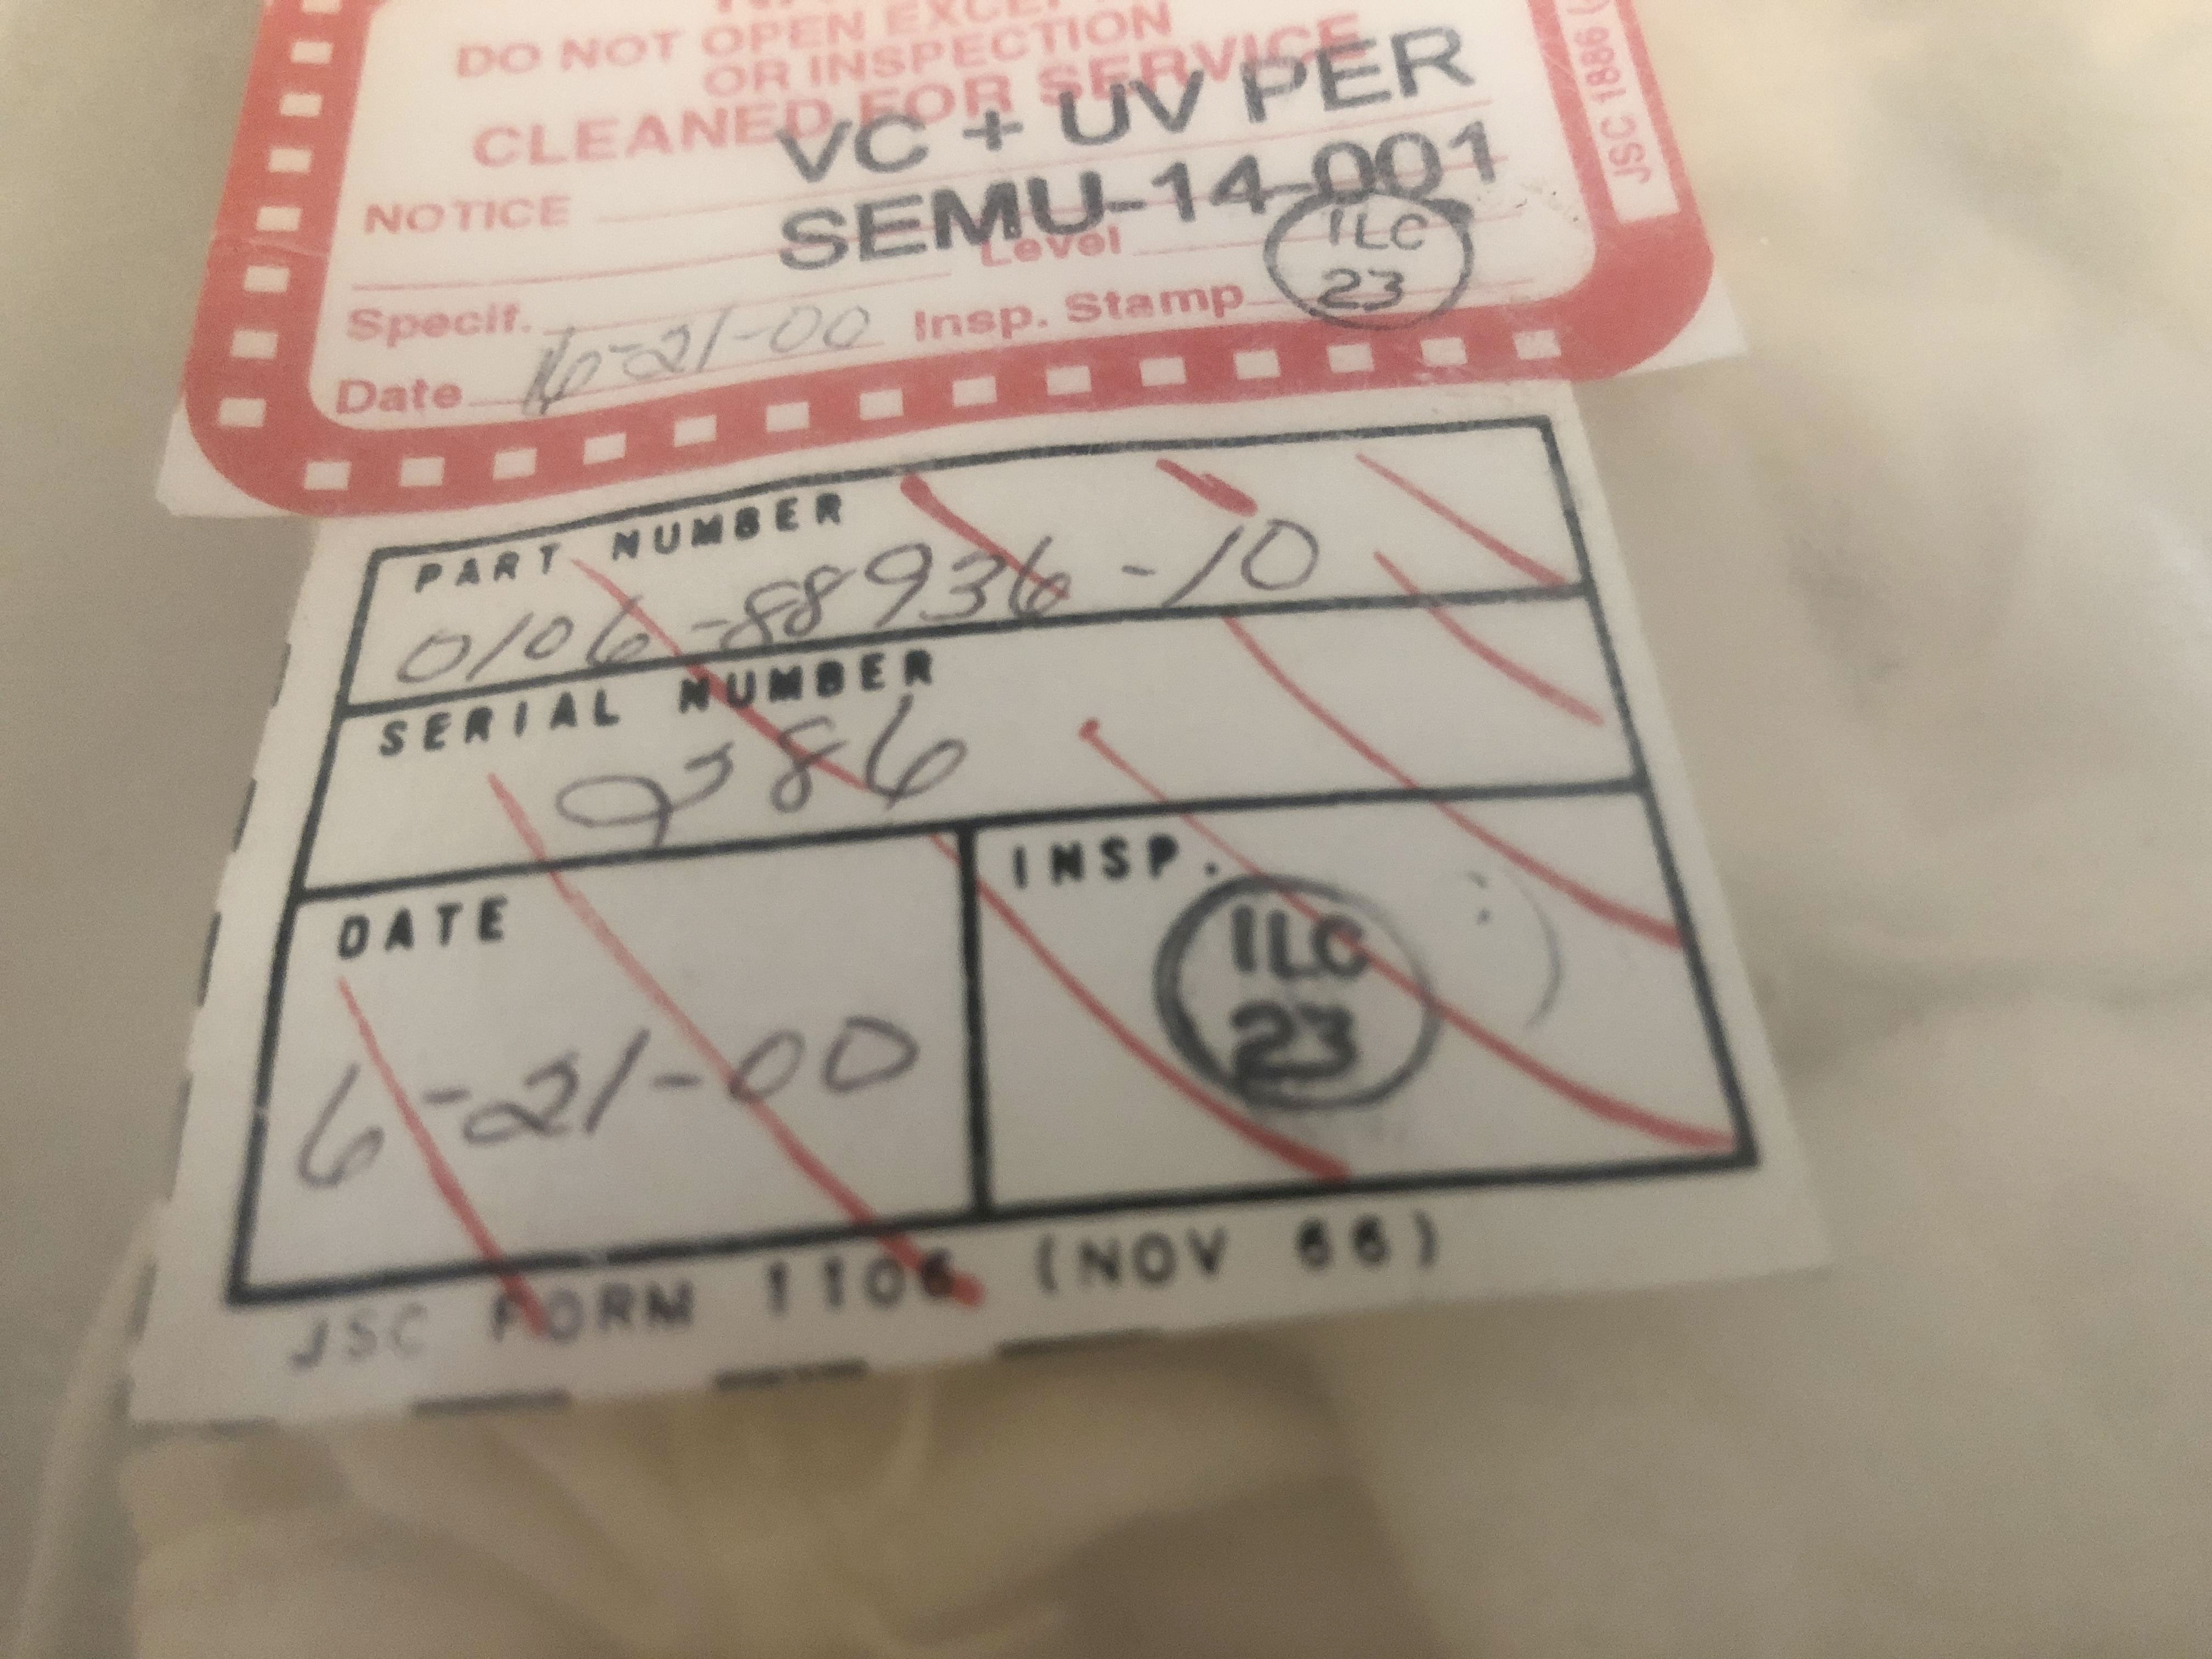 DO NOT OPEN EXCEPT
OR INSPECTION
CLEANED FOR SERVICE
VC + UV PER
NOTICE
SEMU-14-001
Level
Specif.
Insp. Stamp
ILC
23
Date 6-21-00
JSC 1886
PART NUMBER
0106-88936-10
SERIAL NUMBER
DATE
6-21-00
INSP.
ILC
23
JSC FORM 1106 (NOV 66)